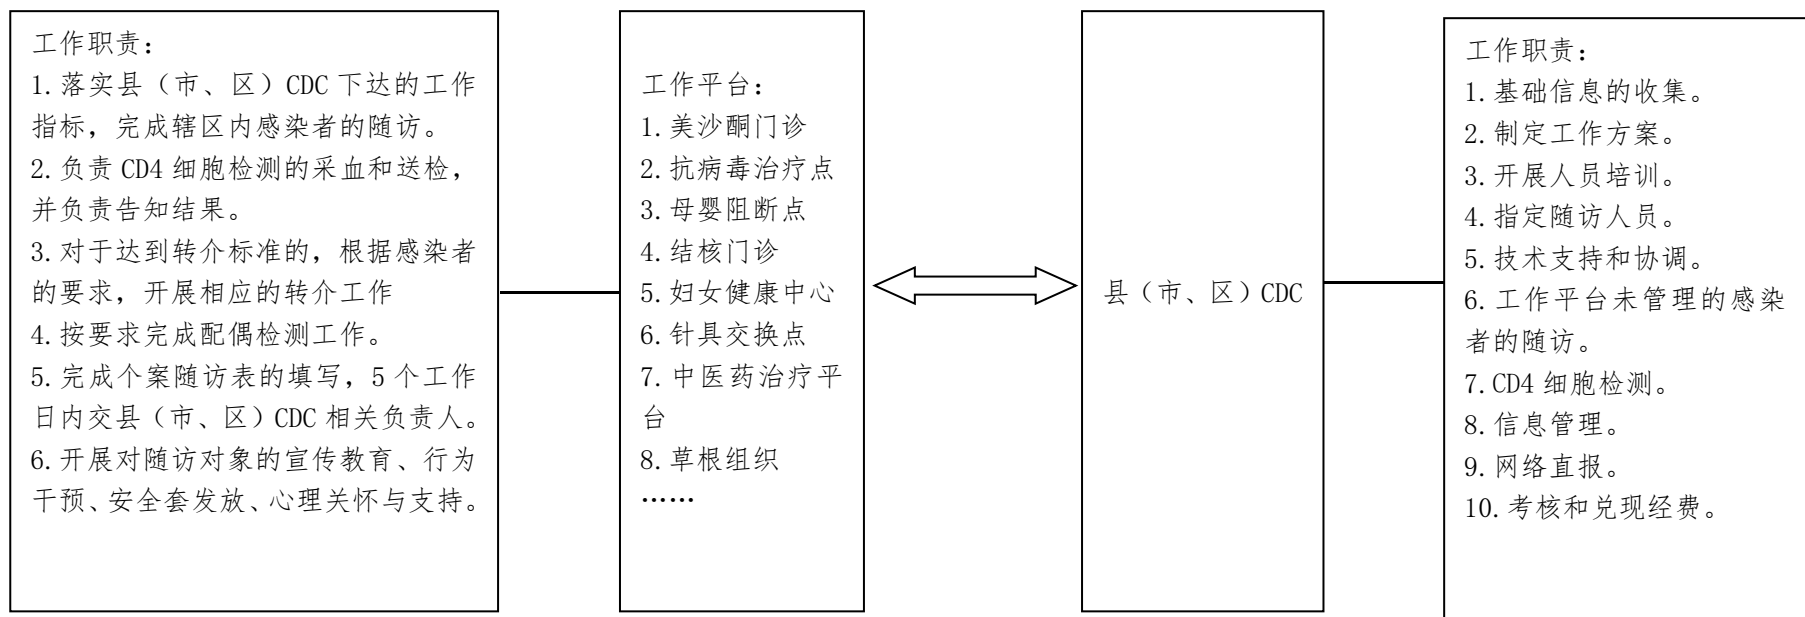 工作职责：
1.落实县（市、区）CDC 下达的工作
指标，完成辖区内感染者的随访。
2.负责 CD4 细胞检测的采血和送检，
并负责告知结果。
3.对于达到转介标准的，根据感染者
的要求，开展相应的转介工作
4.按要求完成配偶检测工作。
5.完成个案随访表的填写，5 个工作
日内交县（市、区）CDC 相关负责人。
6.开展对随访对象的宣传教育、行为
干预、安全套发放、心理关怀与支持。
工作平台：
1.美沙酮门诊
2.抗病毒治疗点
3.母婴阻断点
4.结核门诊
5.妇女健康中心
6.针具交换点
7.中医药治疗平
台
8.草根组织
……
县（市、区）CDC
工作职责：
1.基础信息的收集。
2.制定工作方案。
3.开展人员培训。
4.指定随访人员。
5.技术支持和协调。
6.工作平台未管理的感染
者的随访。
7.CD4 细胞检测。
8.信息管理。
9.网络直报。
10.考核和兑现经费。